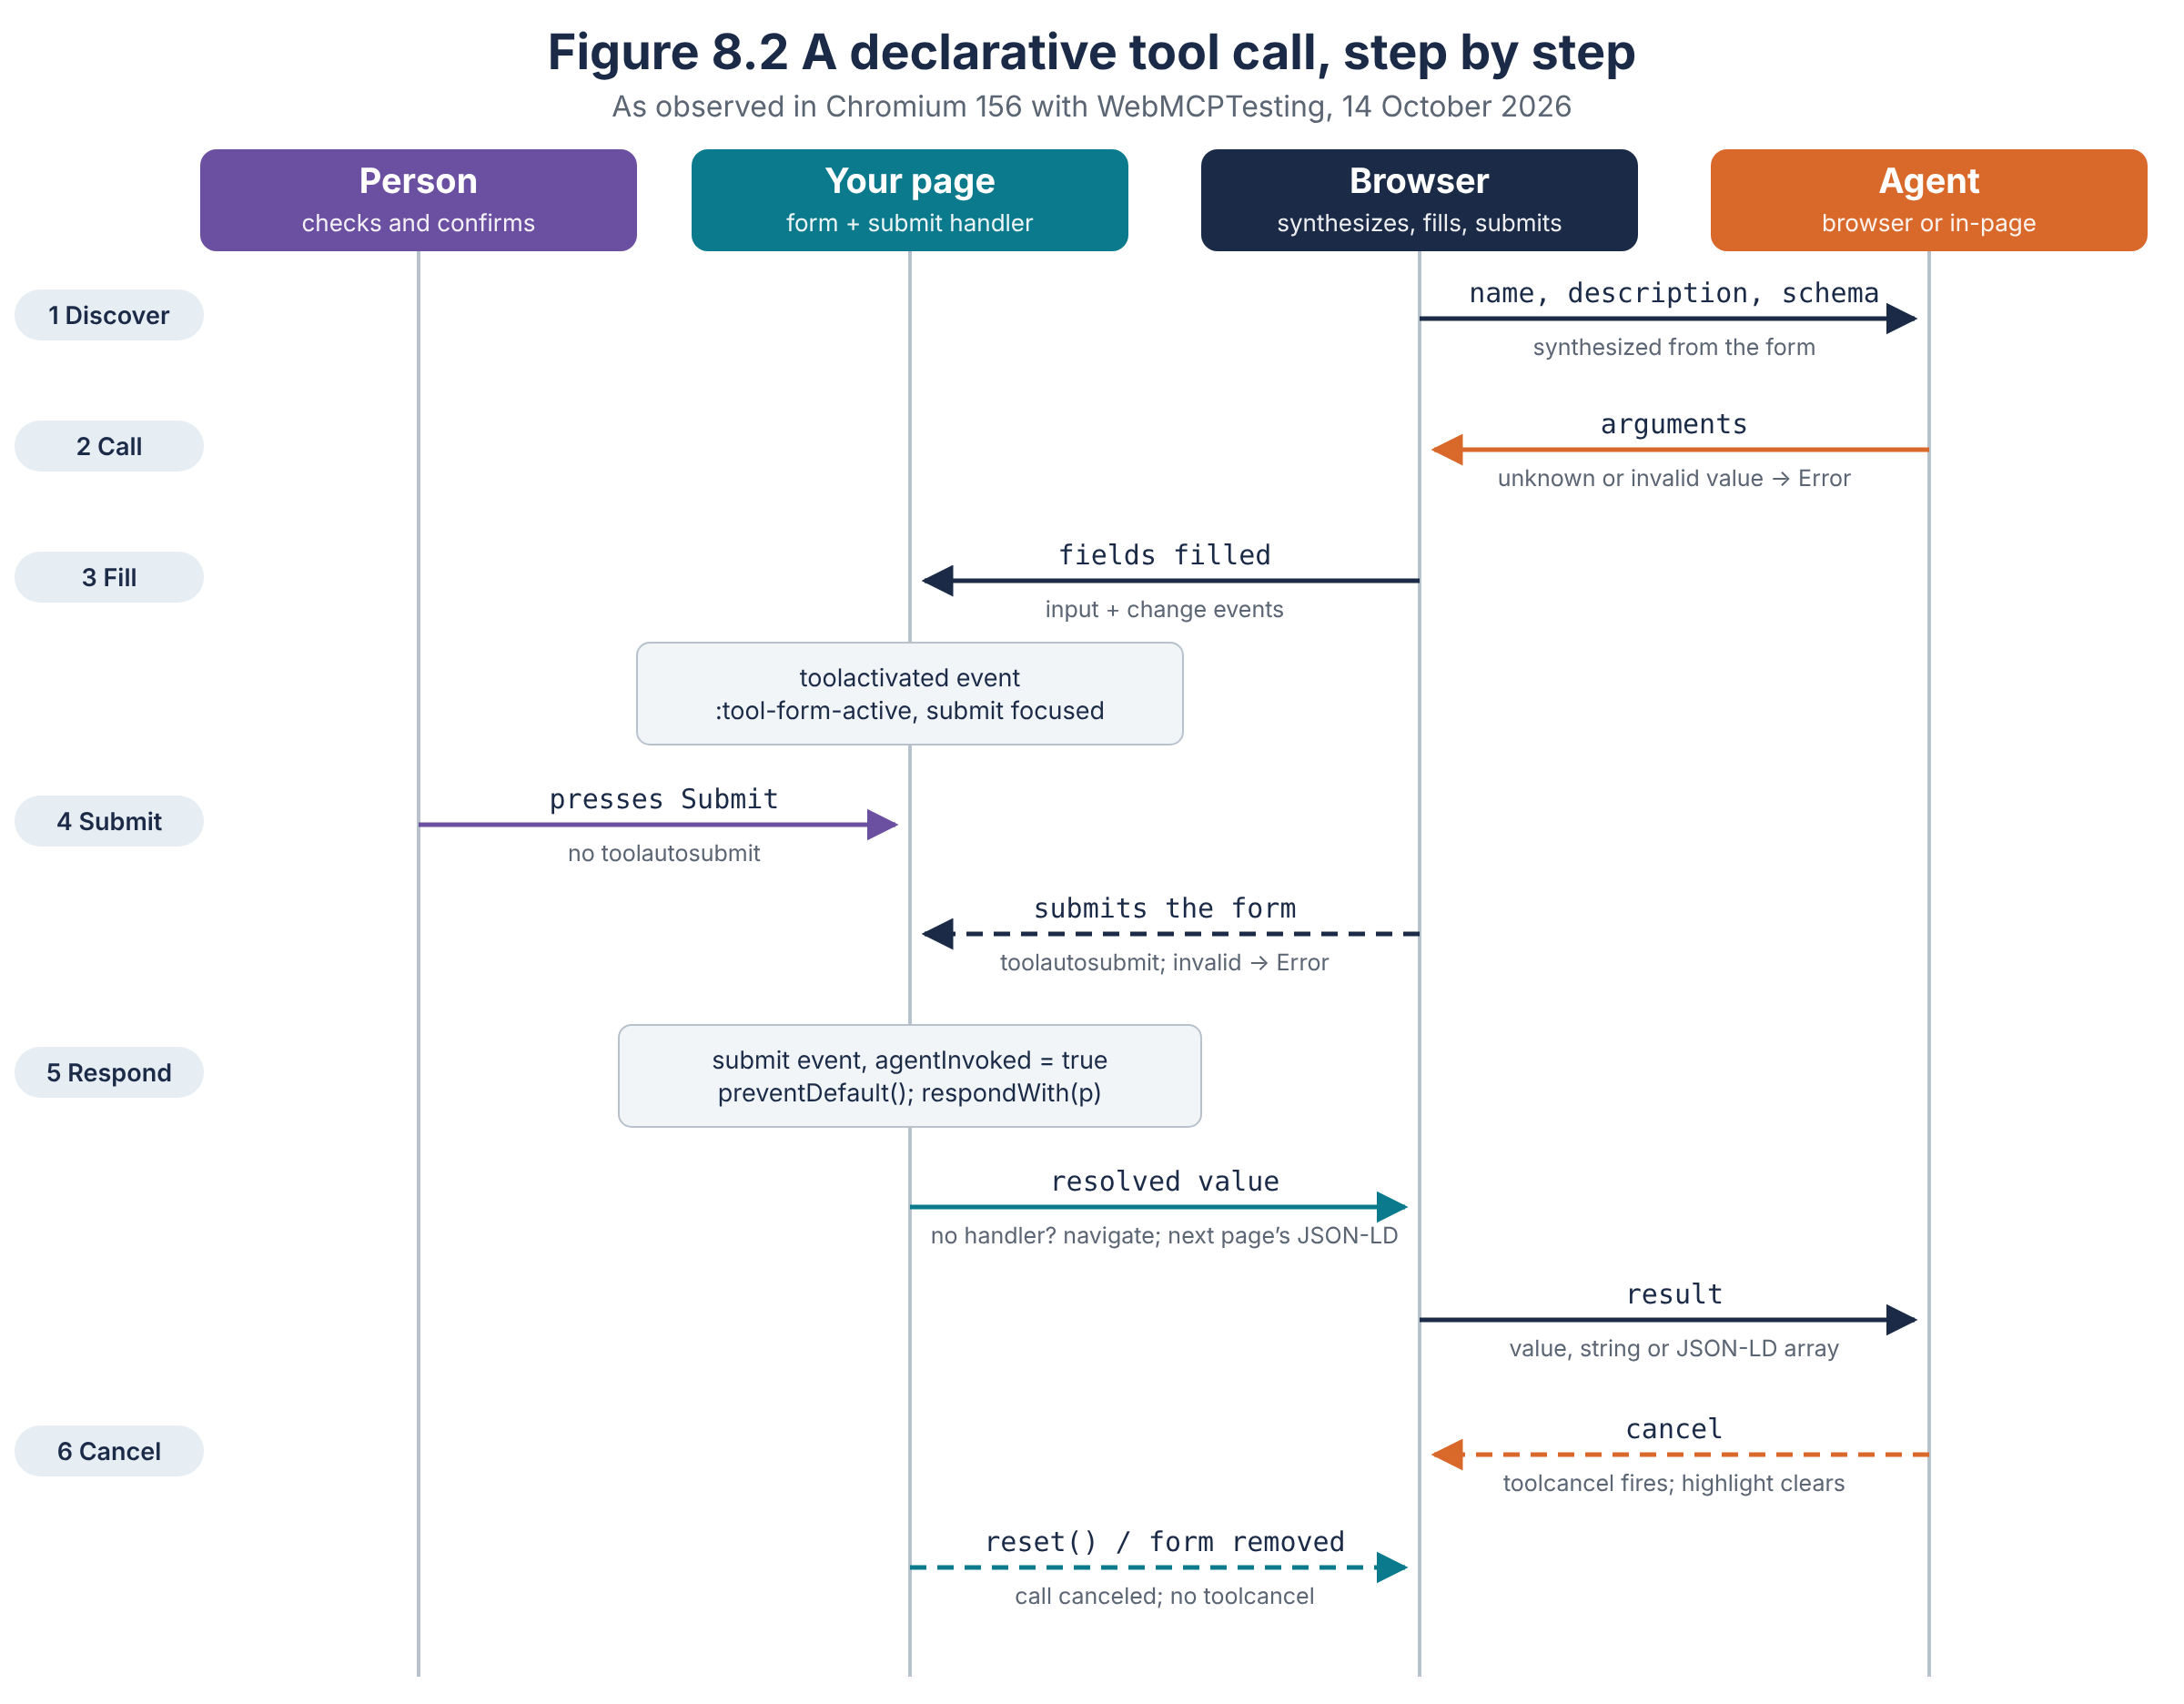 Figure 8.2 A declarative tool call, step by step
As observed in Chromium 156 with WebMCPTesting, 14 October 2026
Person
checks and confirms
Your page
form + submit handler
Browser
synthesizes, fills, submits
Agent
browser or in-page
1 Discover
name, description, schema
synthesized from the form
2 Call
arguments
unknown or invalid value → Error
3 Fill
fields filled
input + change events
toolactivated event
:tool-form-active, submit focused
4 Submit
presses Submit
no toolautosubmit
submits the form
toolautosubmit; invalid → Error
5 Respond
submit event, agentInvoked = true
preventDefault(); respondWith(p)
resolved value
no handler? navigate; next page’s JSON-LD
result
value, string or JSON-LD array
6 Cancel
cancel
toolcancel fires; highlight clears
reset() / form removed
call canceled; no toolcancel